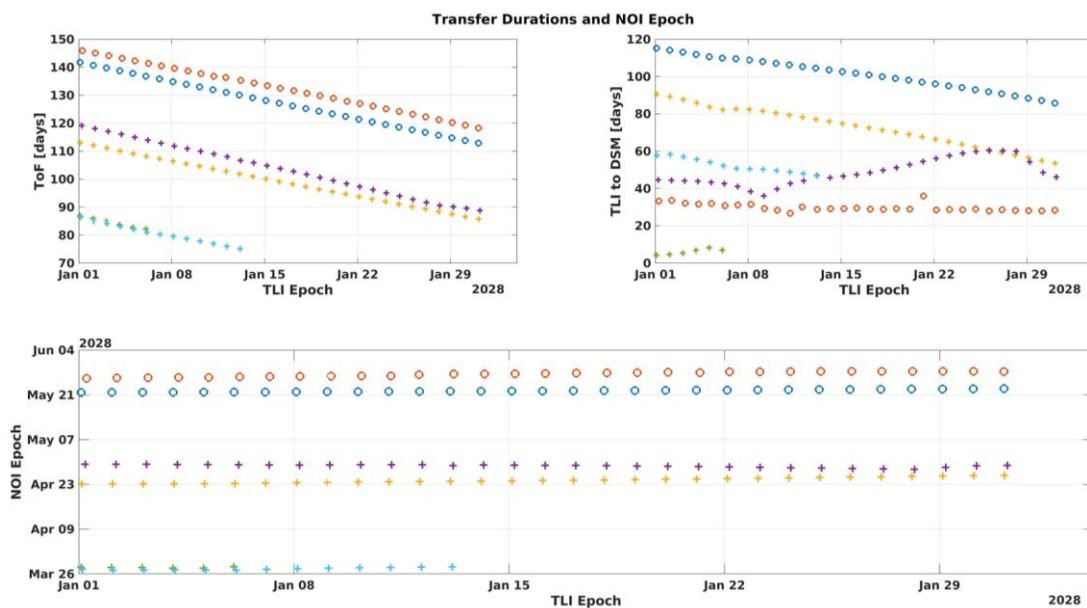 Transfer Durations and NOI Epoch
150
140
130
120
110
100
90
80
70
ToF [days]
Jan 01 Jan 08 Jan 15 Jan 22 Jan 29
TLI Epoch 2028
120
100
80
60
40
20
0
TLI to DSM [days]
Jan 01 Jan 08 Jan 15 Jan 22 Jan 29
TLI Epoch 2028
2028
Jun 04
May 21
May 07
Apr 23
Apr 09
Mar 26
NOI Epoch
Jan 01 Jan 08 Jan 15 Jan 22 Jan 29
TLI Epoch 2028